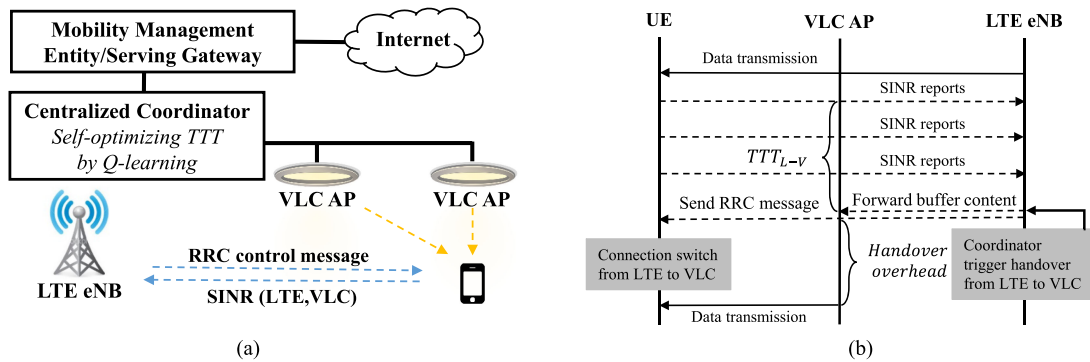 Mobility Management
Entity/Serving Gateway
Internet
Centralized Coordinator
Self-optimizing TTT
by Q-learning
VLC AP
VLC AP
RRC control message
LTE eNB
SINR (LTE,VLC)
(a)
UE
VLC AP
LTE eNB
Data transmission
SINR reports
SINR reports
TTT_{L-V}
SINR reports
Send RRC message
Forward buffer content
Connection switch
from LTE to VLC
Handover
overhead
Coordinator
trigger handover
from LTE to VLC
Data transmission
(b)